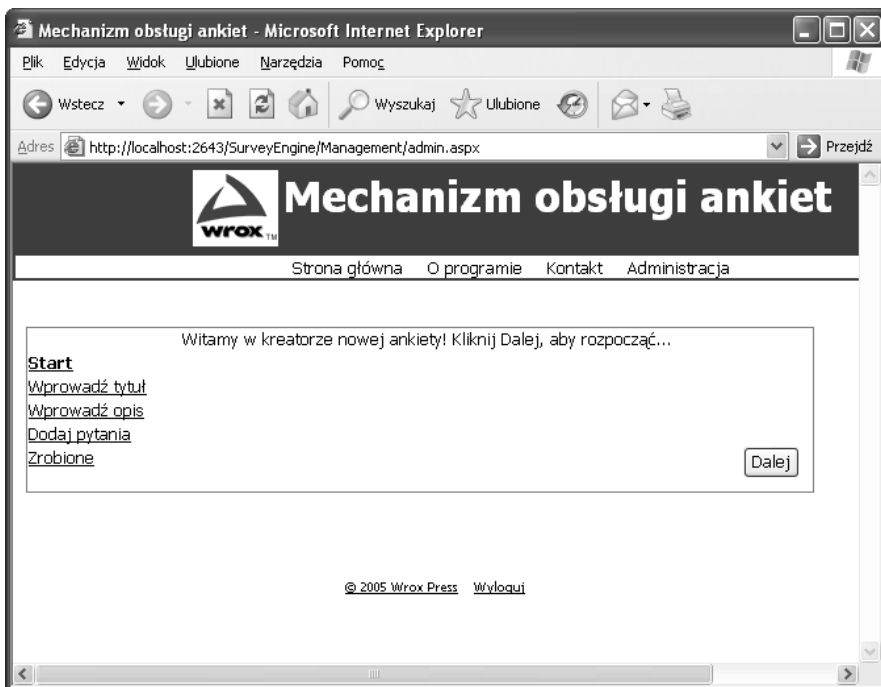 Mechanizm obsługi ankiet - Microsoft Internet Explorer
Plik Edycja Widok Ulubione Narzędzia Pomoc
Wstecz Wyszukaj Ulubione
Adres http://localhost:2643/SurveyEngine/Management/admin.aspx Przejdź
wrox TM Mechanizm obsługi ankiet
Strona główna O programie Kontakt Administracja
Witamy w kreatorze nowej ankiety! Kliknij Dalej, aby rozpocząć...
Start
Wprowadź tytuł
Wprowadź opis
Dodaj pytania
Zrobione
Dalej
© 2005 Wrox Press Wyloguj